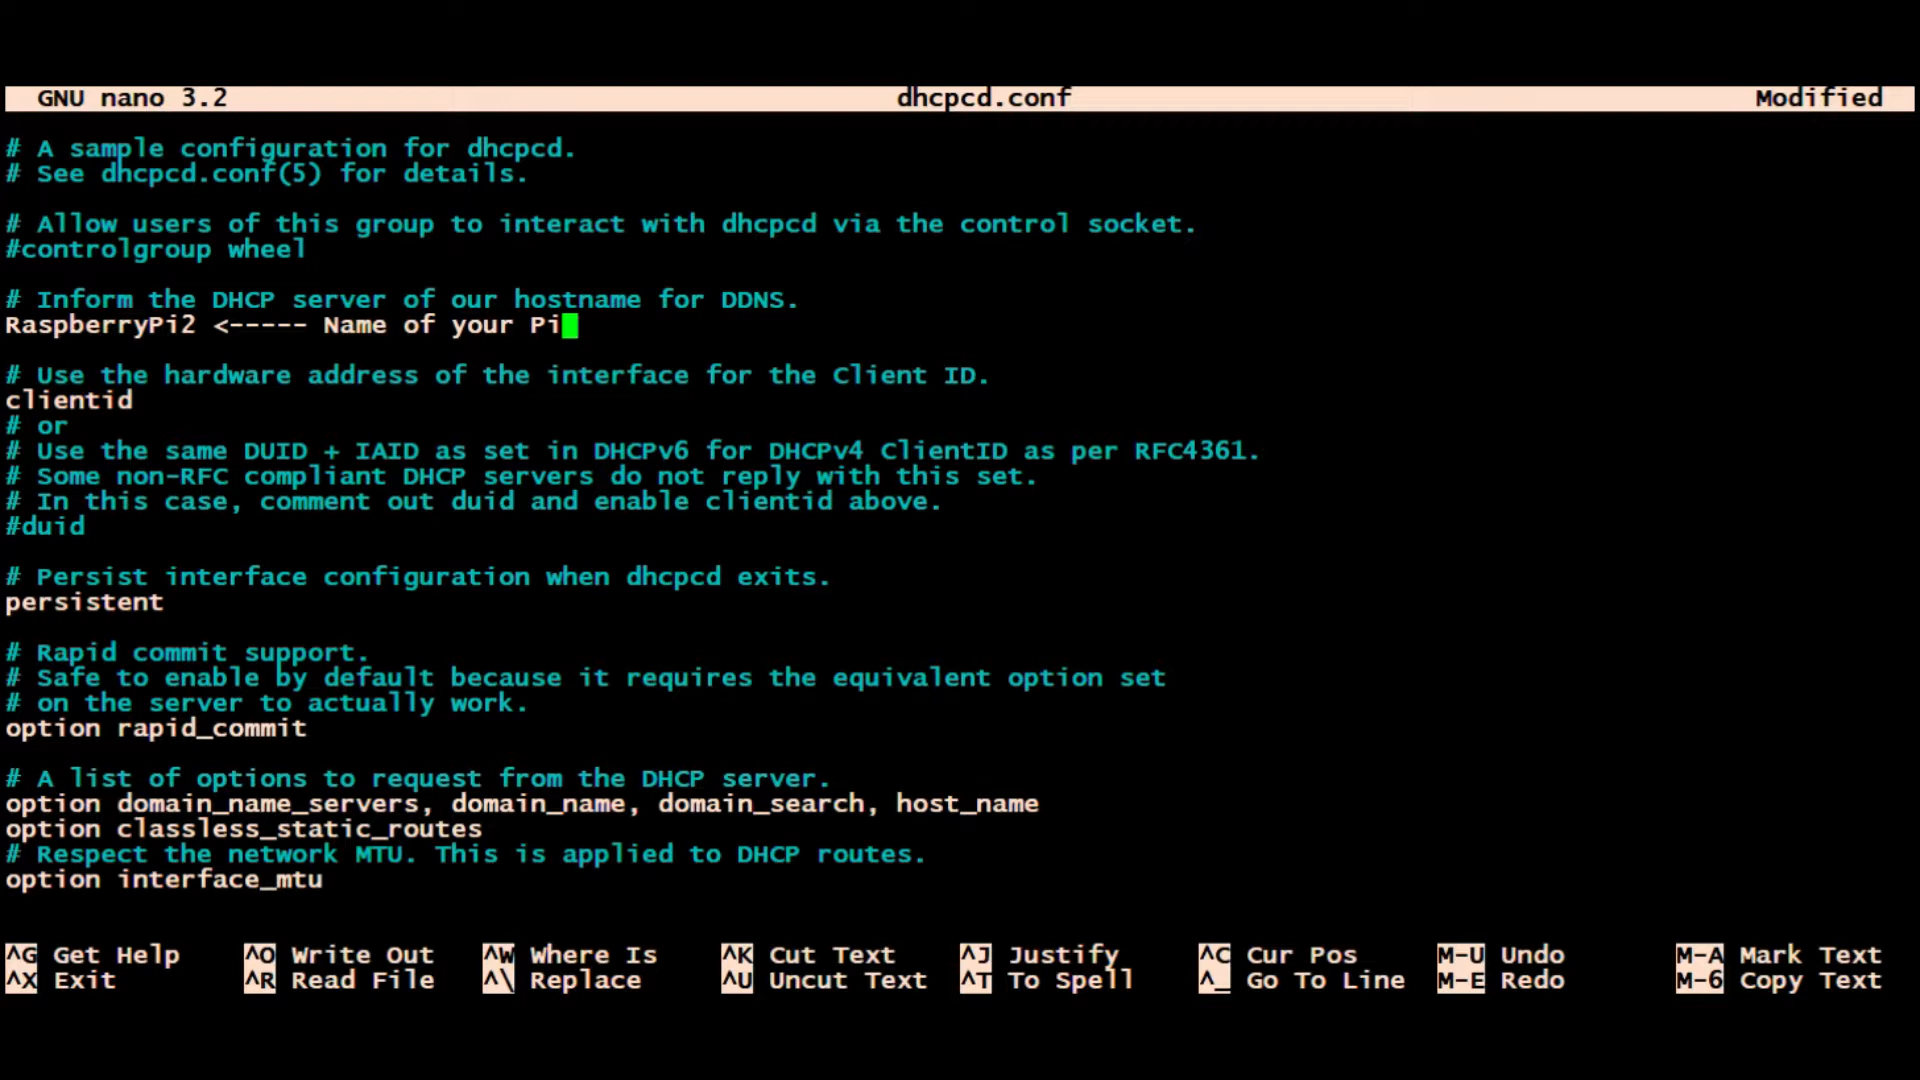 GNU nano 3.2 dhcpcd.conf Modified
# A sample configuration for dhcpcd.
# See dhcpcd.conf(5) for details.
# Allow users of this group to interact with dhcpcd via the control socket.
#controlgroup wheel
# Inform the DHCP server of our hostname for DDNS.
RaspberryPi2 <----- Name of your Pi
# Use the hardware address of the interface for the Client ID.
clientid
# or
# Use the same DUID + IAID as set in DHCPv6 for DHCPv4 ClientID as per RFC4361.
# Some non-RFC compliant DHCP servers do not reply with this set.
# In this case, comment out duid and enable clientid above.
#duid
# Persist interface configuration when dhcpcd exits.
persistent
# Rapid commit support.
# Safe to enable by default because it requires the equivalent option set
# on the server to actually work.
option rapid_commit
# A list of options to request from the DHCP server.
option domain_name_servers, domain_name, domain_search, host_name
option classless_static_routes
# Respect the network MTU. This is applied to DHCP routes.
option interface_mtu
^G Get Help ^O Write Out ^W Where Is ^K Cut Text ^J Justify ^C Cur Pos M-U Undo M-A Mark Text
^X Exit ^R Read File ^\ Replace ^U Uncut Text ^T To Spell ^_ Go To Line M-E Redo M-6 Copy Text